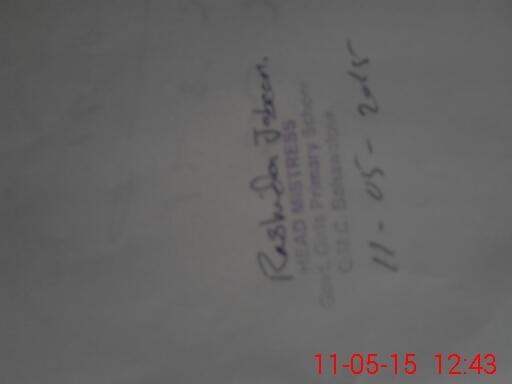 Rashida Jabeen.
HEAD MISTRESS
Govt. Girls Primary School
C.M.C. Bahawalpur
11-05-2015
11-05-15 12:43